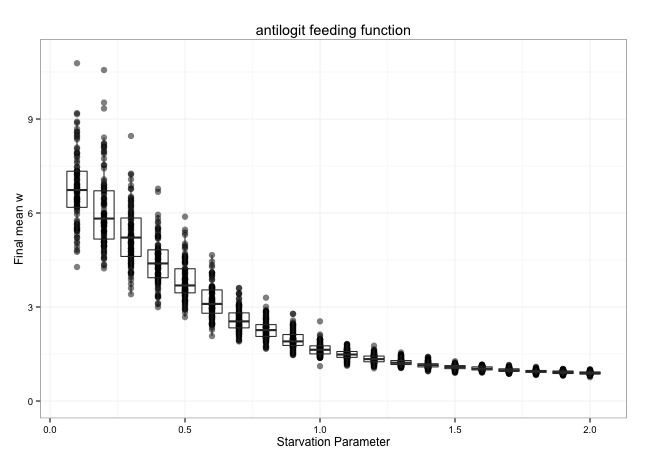 antilogit feeding function
Final mean w
9
6
3
0
0.0 0.5 1.0 1.5 2.0
Starvation Parameter